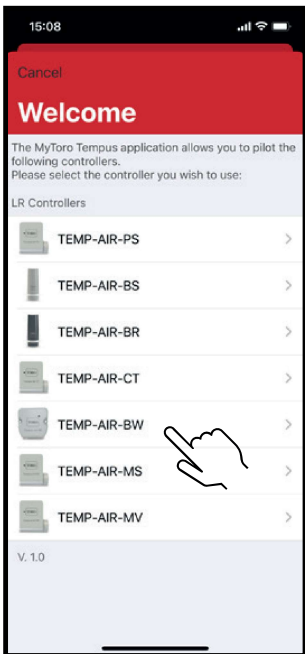 15:08
Cancel
Welcome
The MyToro Tempus application allows you to pilot the
following controllers.
Please select the controller you wish to use:
LR Controllers
TEMP-AIR-PS
TEMP-AIR-BS
TEMP-AIR-BR
TEMP-AIR-CT
TEMP-AIR-BW
TEMP-AIR-MS
TEMP-AIR-MV
V. 1.0